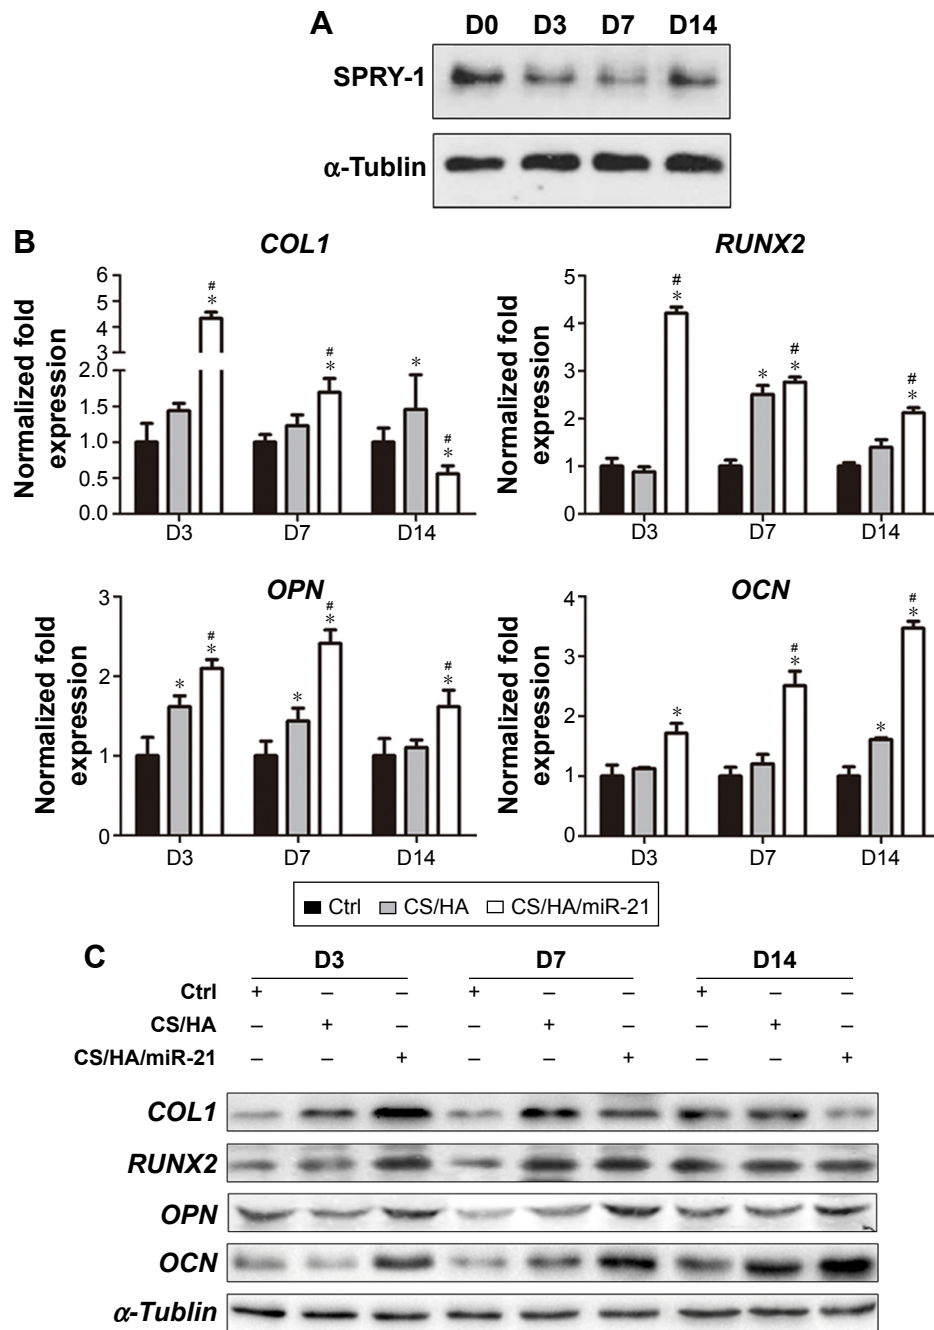 A
D0 D3 D7 D14
SPRY-1
α-Tublin
B
COL1
Normalized fold
expression
6
5
4
3
2.0
1.5
1.0
0.5
0.0
# *
# *
*
# *
D3 D7 D14
RUNX2
Normalized fold
expression
5
4
3
2
1
0
# *
*
# *
# *
D3 D7 D14
OPN
Normalized fold
expression
3
2
1
0
*
# *
*
# *
# *
D3 D7 D14
OCN
Normalized fold
expression
4
3
2
1
0
*
# *
*
# *
D3 D7 D14
Ctrl CS/HA CS/HA/miR-21
C
D3 D7 D14
Ctrl + – – + – – + – –
CS/HA – + – – + – – + –
CS/HA/miR-21 – – + – – + – – +
COL1
RUNX2
OPN
OCN
α-Tublin